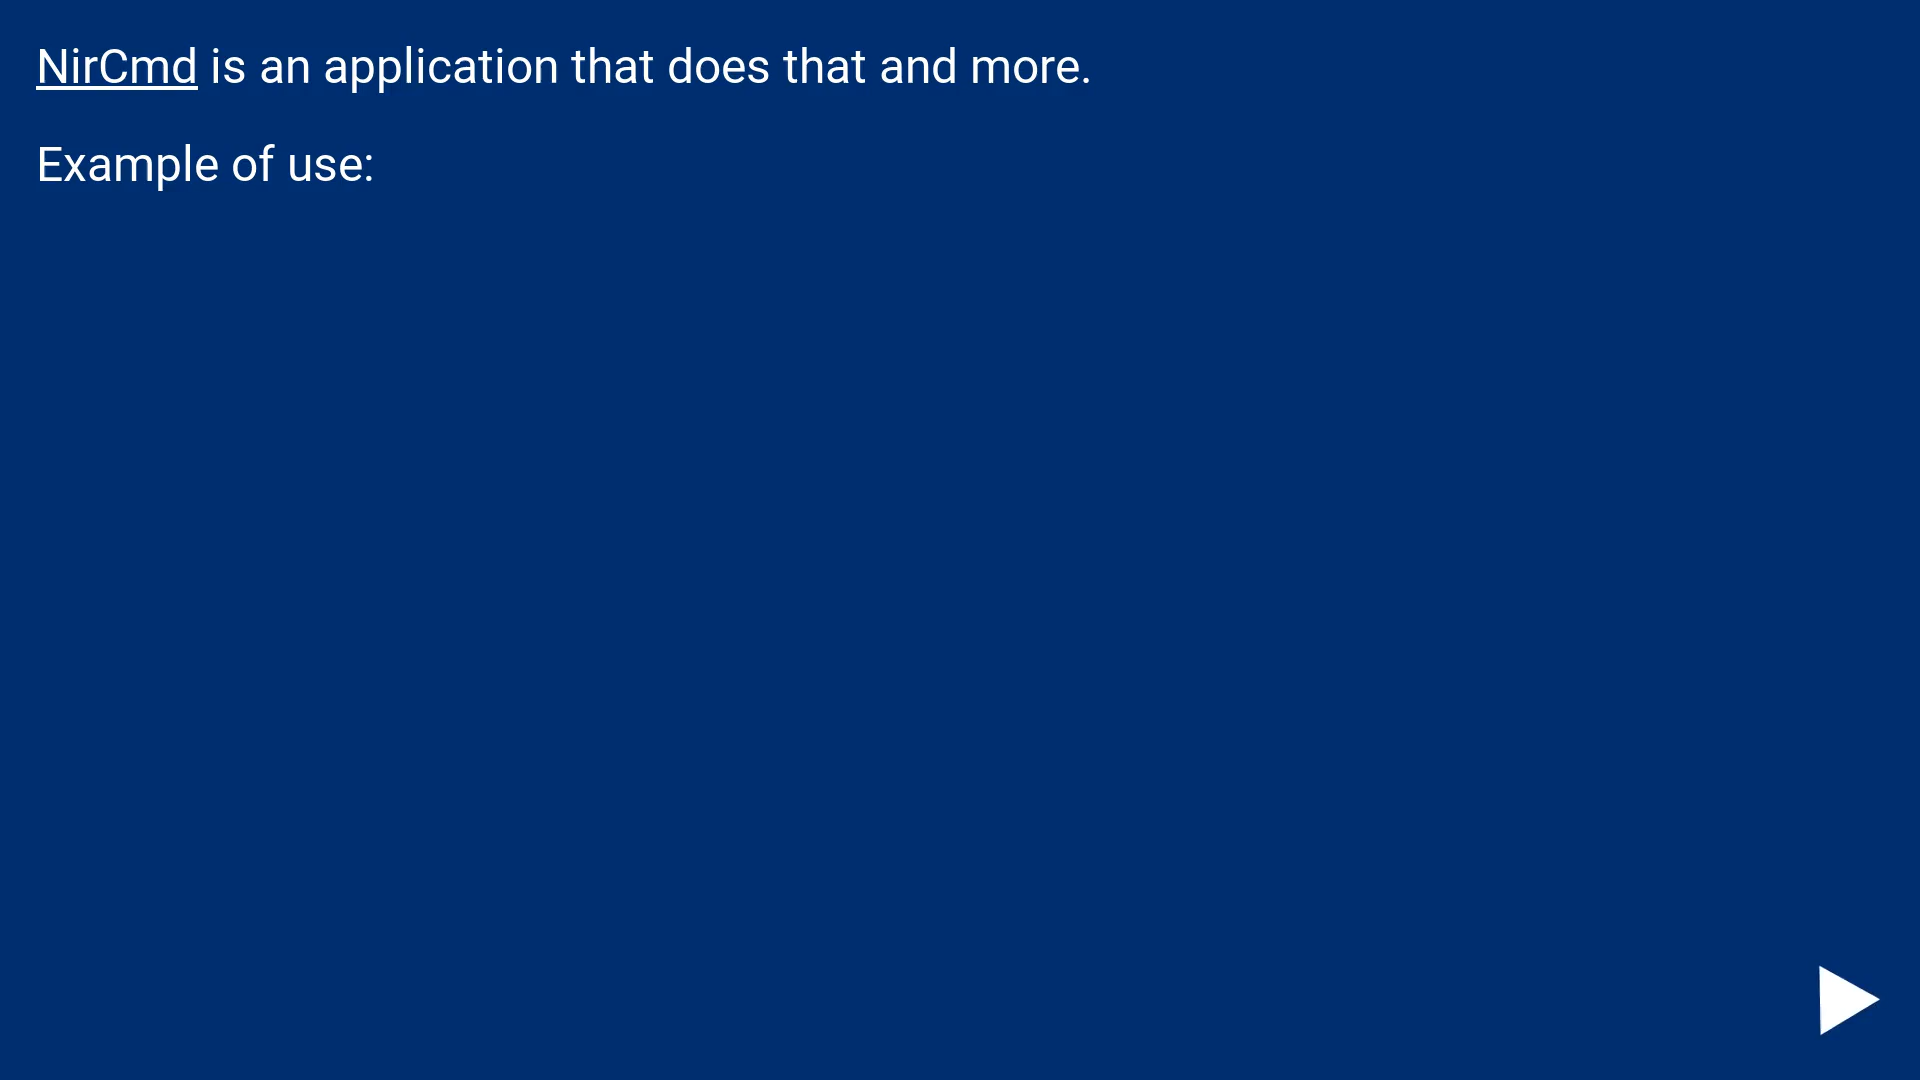 NirCmd is an application that does that and more.
Example of use: